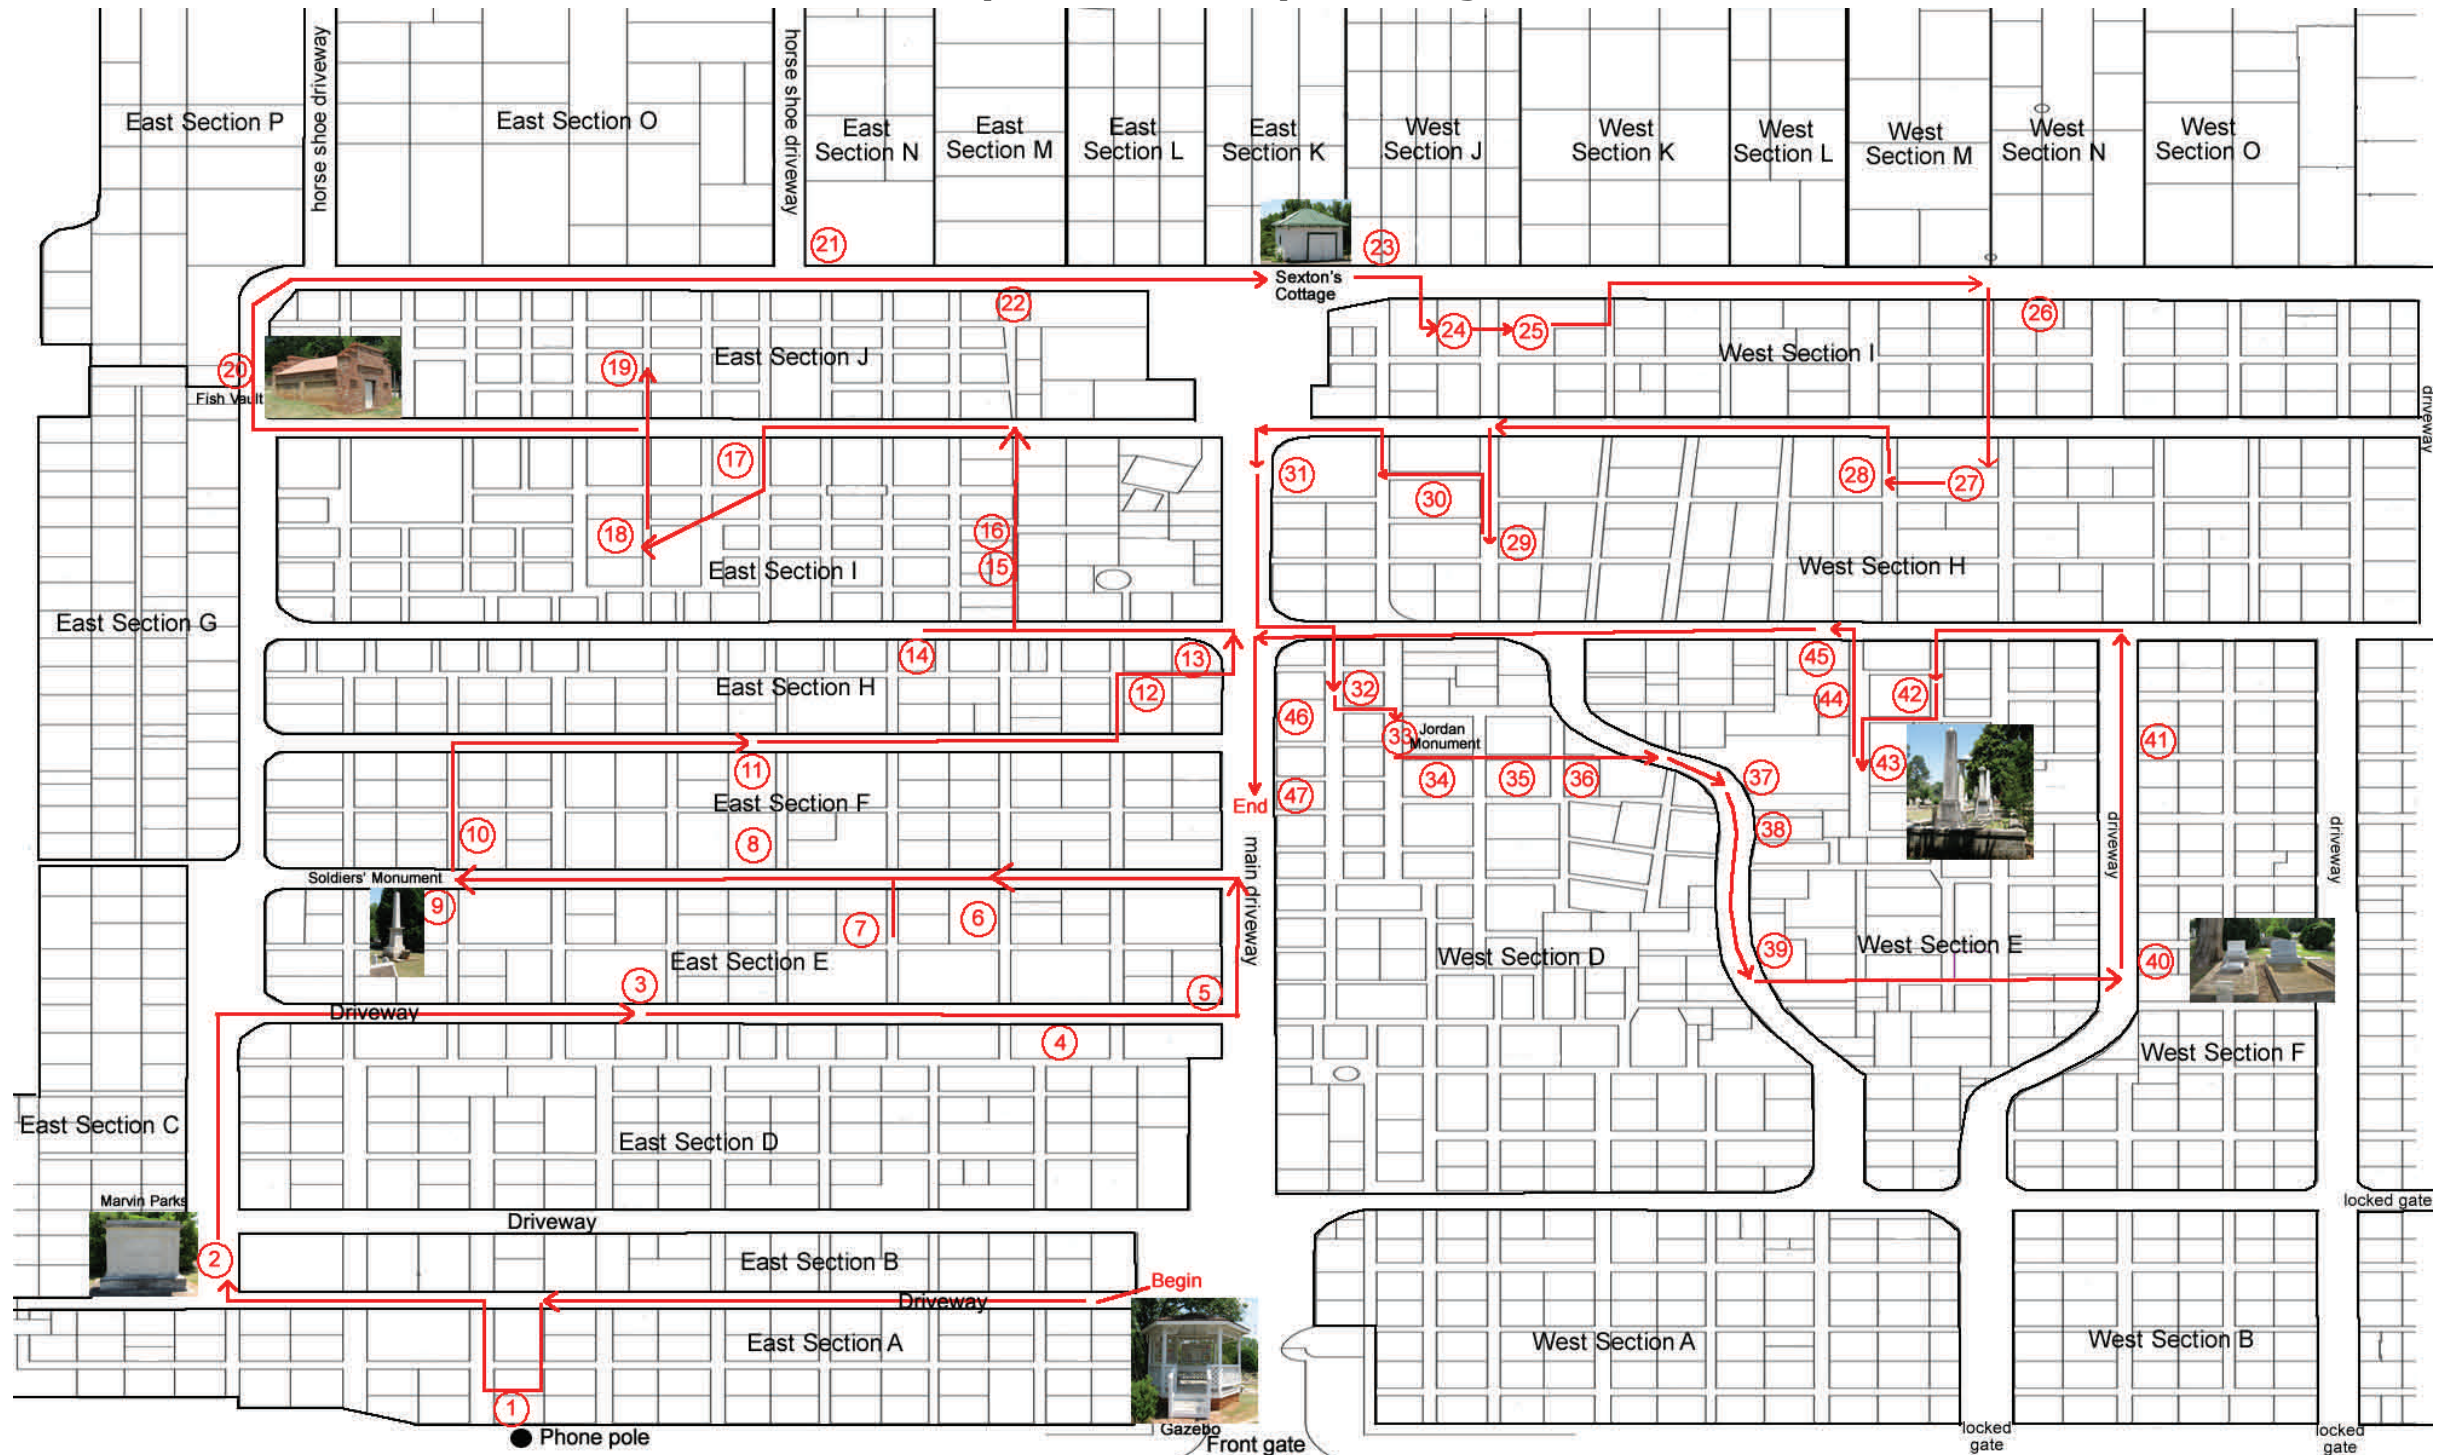 horse shoe driveway
horse shoe driveway
East Section P
East Section O
East
Section N
East
Section M
East
Section L
East
Section K
West
Section J
West
Section K
West
Section L
West
Section M
West
Section N
West
Section O
21
23
Sexton's
Cottage
22
24
25
26
East Section J
West Section I
19
20
Fish Vault
driveway
17
31
28
27
30
18
16
29
15
East Section I
West Section H
East Section G
14
13
45
32
12
44
42
East Section H
46
33
Jordan
Monument
41
11
34
35
36
37
43
End
47
East Section F
10
8
38
main driveway
driveway
driveway
Soldiers' Monument
9
7
6
39
West Section D
West Section E
40
East Section E
3
5
Driveway
4
West Section F
East Section C
East Section D
Marvin Parks
locked gate
Driveway
2
East Section B
Begin
Driveway
East Section A
West Section A
West Section B
1
Phone pole
Gazebo
Front gate
locked
gate
locked
gate